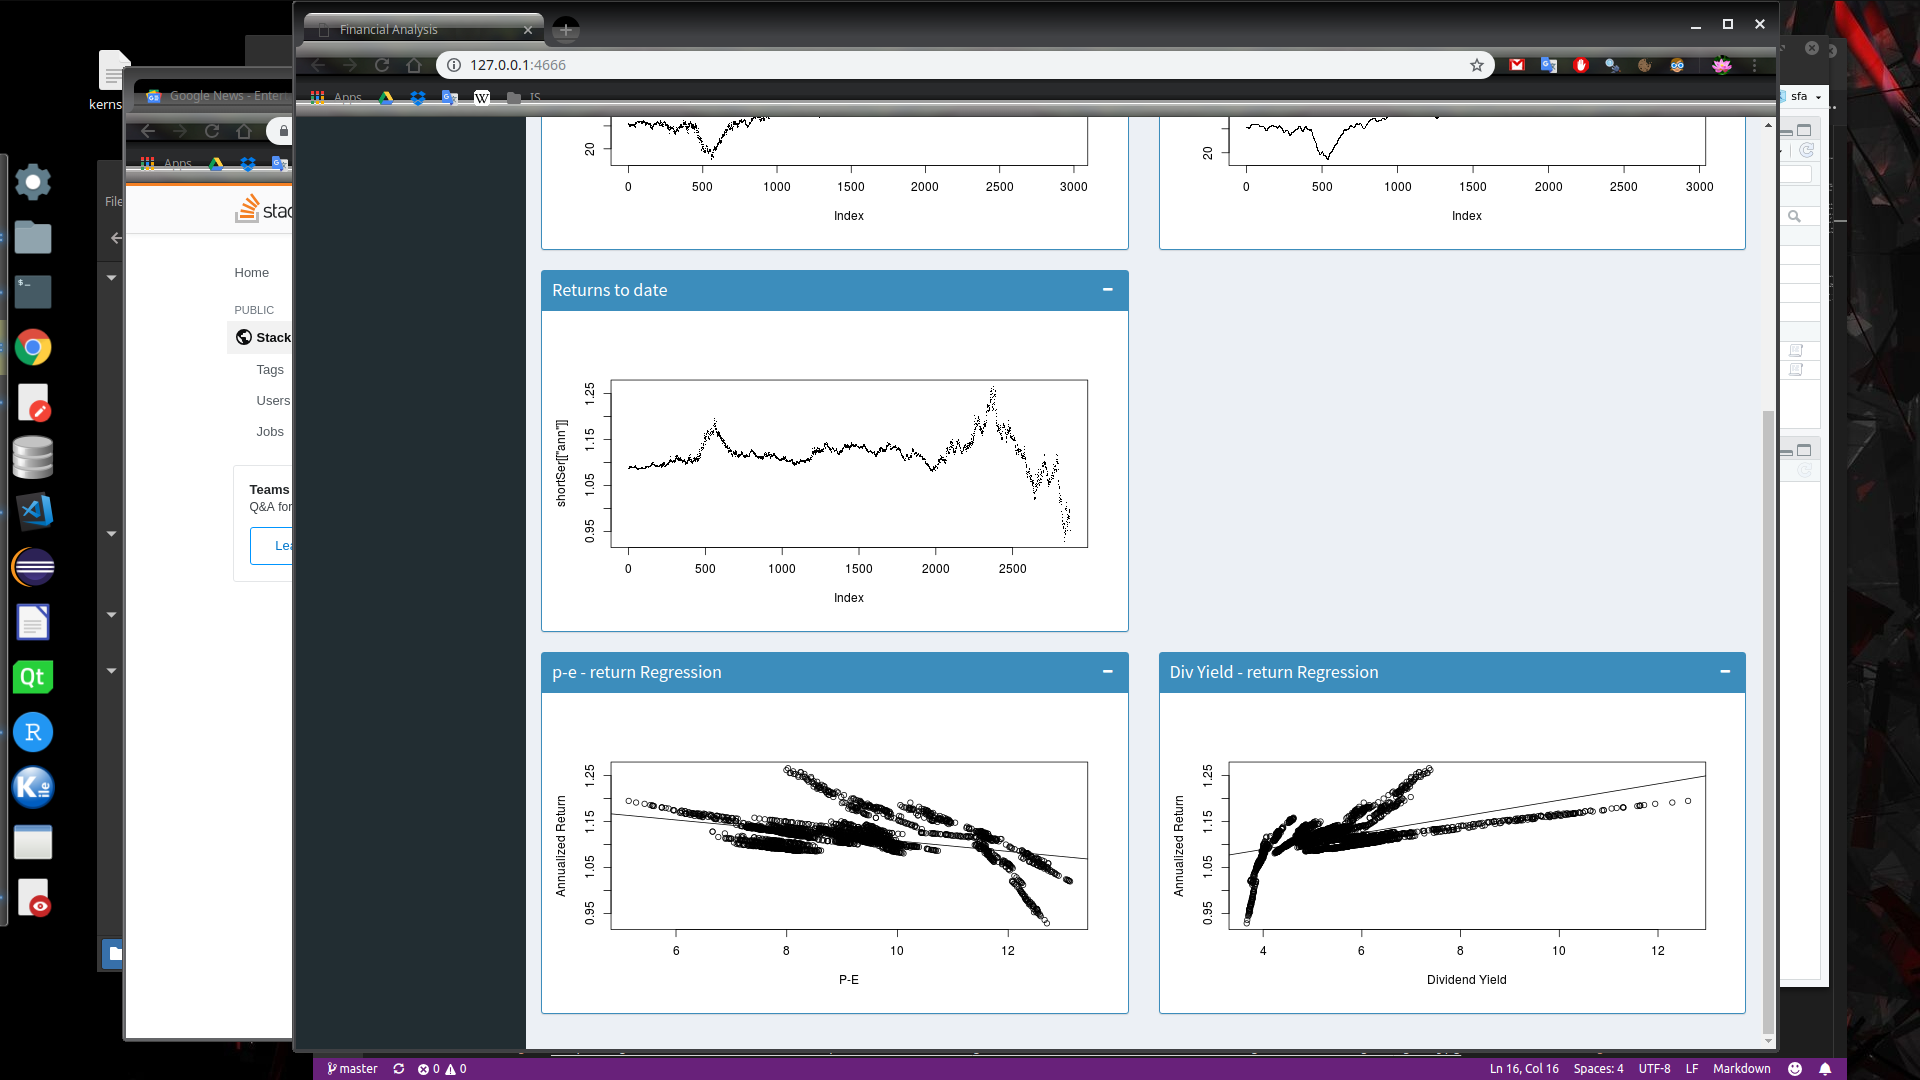 Financial Analysis
127.0.0.1:4666
Apps
IS
kerns
Google News - Enter
Apps
File
stac
Home
PUBLIC
Stack
Tags
Users
Jobs
Teams
Q&A for
Lea
sfa
20
0 500 1000 1500 2000 2500 3000
Index
20
0 500 1000 1500 2000 2500 3000
Index
Returns to date
shortSer[["ann"]]
0.95 1.05 1.15 1.25
0 500 1000 1500 2000 2500
Index
p-e - return Regression
Annualized Return
0.95 1.05 1.15 1.25
6 8 10 12
P-E
Div Yield - return Regression
Annualized Return
0.95 1.05 1.15 1.25
4 6 8 10 12
Dividend Yield
$_
Qt
R
K
W
master 0 0 Ln 16, Col 16 Spaces: 4 UTF-8 LF Markdown